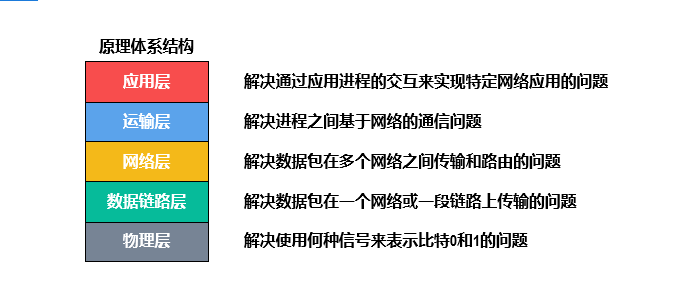 原理体系结构
应用层 解决通过应用进程的交互来实现特定网络应用的问题
运输层 解决进程之间基于网络的通信问题
网络层 解决数据包在多个网络之间传输和路由的问题
数据链路层 解决数据包在一个网络或一段链路上传输的问题
物理层 解决使用何种信号来表示比特0和1的问题